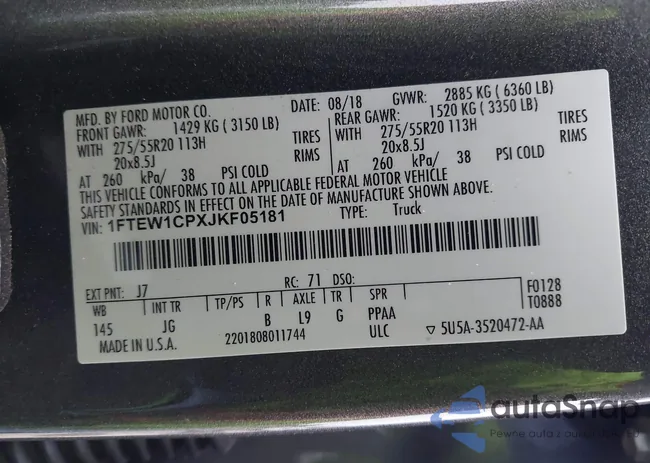 MFD. BY FORD MOTOR CO. DATE: 08/18 GVWR: 2885 KG ( 6360 LB)
FRONT GAWR: 1429 KG ( 3150 LB) REAR GAWR: 1520 KG ( 3350 LB)
WITH 275/55R20 113H TIRES WITH 275/55R20 113H TIRES
20x8.5J RIMS 20x8.5J RIMS
AT 260 kPa/ 38 PSI COLD AT 260 kPa/ 38 PSI COLD
THIS VEHICLE CONFORMS TO ALL APPLICABLE FEDERAL MOTOR VEHICLE
SAFETY STANDARDS IN EFFECT ON THE DATE OF MANUFACTURE SHOWN ABOVE.
VIN: 1FTEW1CPXJKF05181 TYPE: Truck
EXT PNT: J7 RC: 71 DSO: F0128
WB INT TR TP/PS R AXLE TR SPR T0888
145 JG B L9 G PPAA
MADE IN U.S.A. 2201808011744 ULC ▽ 5U5A-3520472-AA
autoSnap